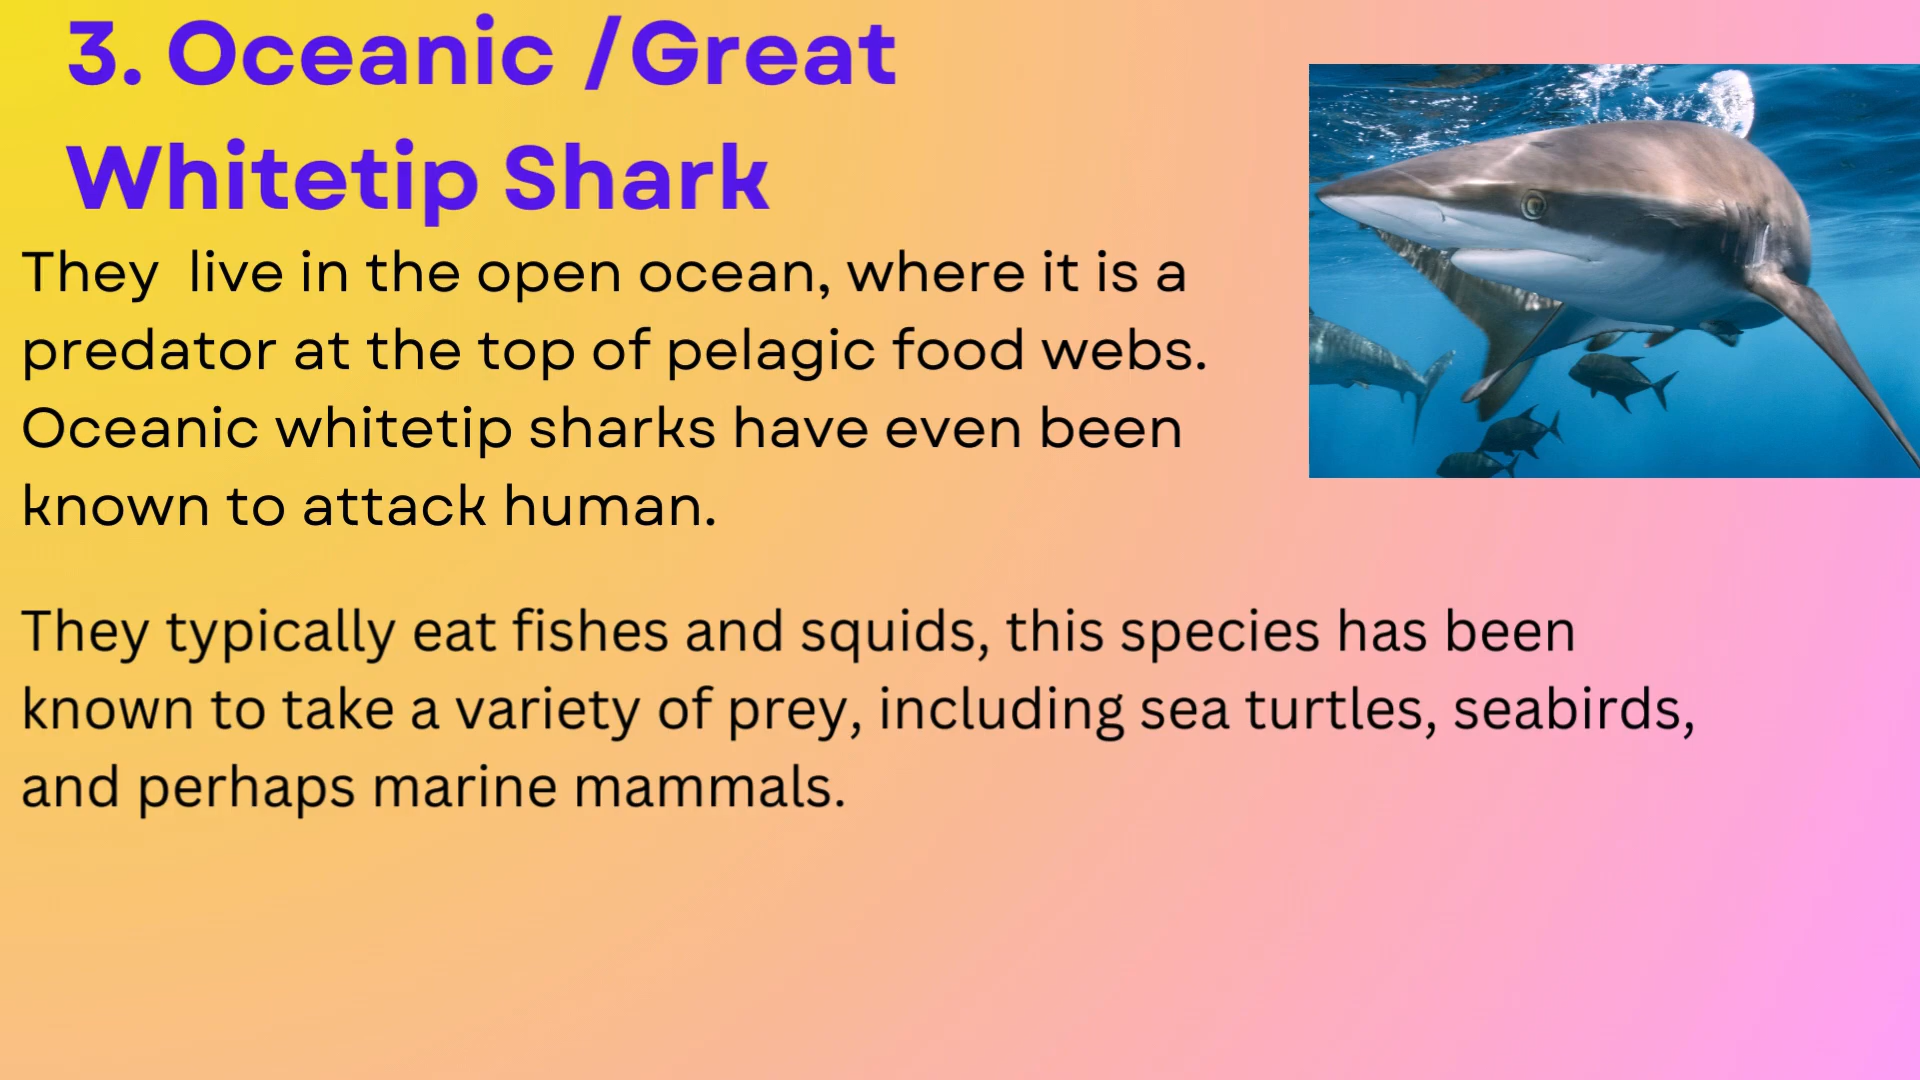 3. Oceanic /Great
Whitetip Shark
They  live in the open ocean, where it is a
predator at the top of pelagic food webs.
Oceanic whitetip sharks have even been
known to attack human.
They typically eat fishes and squids, this species has been
known to take a variety of prey, including sea turtles, seabirds,
and perhaps marine mammals.